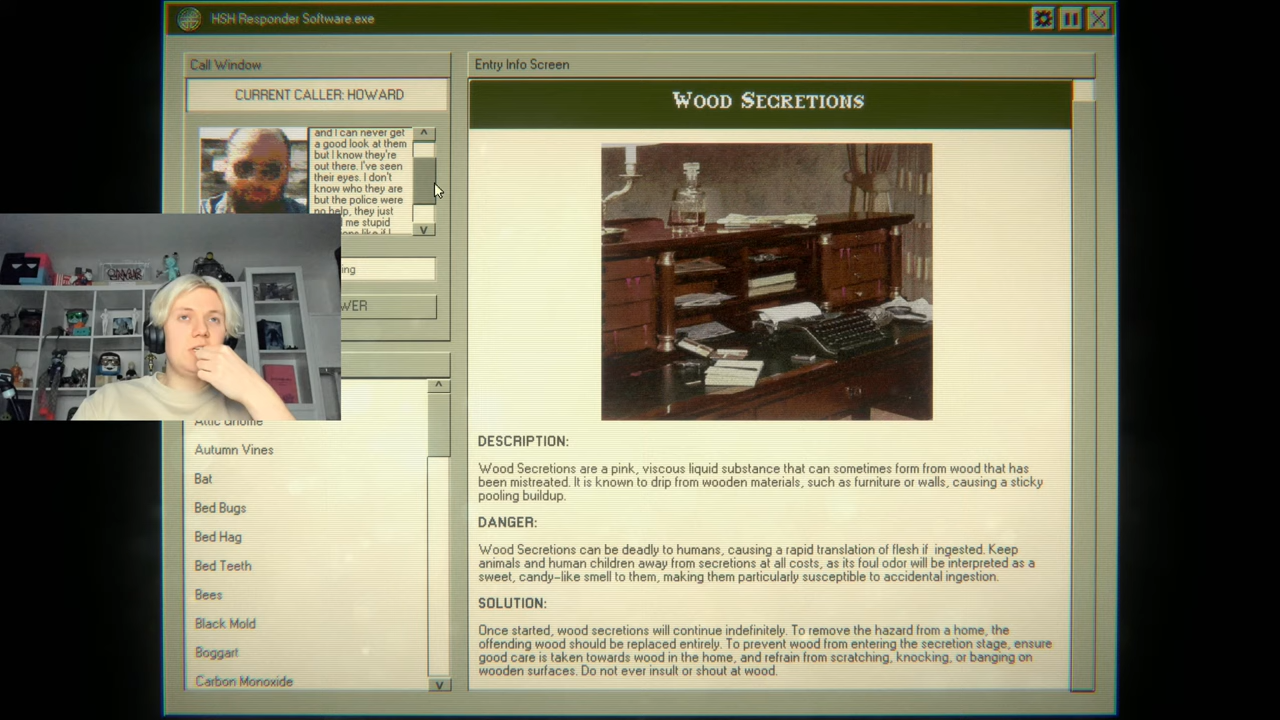 HSH Responder Software.exe
Call Window
CURRENT CALLER: HOWARD
and I can never get
a good look at them
but I know they're
out there. I've seen
their eyes. I don't
know who they are
but the police were
no help, they just
me stupid
like if I
Attic Gnome
Autumn Vines
Bat
Bed Bugs
Bed Hag
Bed Teeth
Bees
Black Mold
Boggart
Carbon Monoxide
Entry Info Screen
WOOD SECRETIONS
DESCRIPTION:
Wood Secretions are a pink, viscous liquid substance that can sometimes form from wood that has
been mistreated. It is known to drip from wooden materials, such as furniture or walls, causing a sticky
pooling buildup.
DANGER:
Wood Secretions can be deadly to humans, causing a rapid translation of flesh if ingested. Keep
animals and human children away from secretions at all costs, as its foul odor will be interpreted as a
sweet, candy-like smell to them, making them particularly susceptible to accidental ingestion.
SOLUTION:
Once started, wood secretions will continue indefinitely. To remove the hazard from a home, the
offending wood should be replaced entirely. To prevent wood from entering the secretion stage, ensure
good care is taken towards wood in the home, and refrain from scratching, knocking, or banging on
wooden surfaces. Do not ever insult or shout at wood.